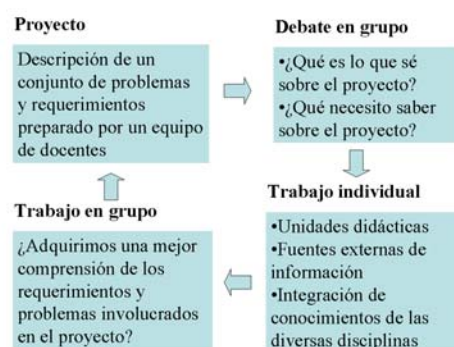 Proyecto
Descripción de un
conjunto de problemas
y requerimientos
preparado por un equipo
de docentes
Debate en grupo
•¿Qué es lo que sé
sobre el proyecto?
•¿Qué necesito saber
sobre el proyecto?
Trabajo individual
•Unidades didácticas
•Fuentes externas de
información
•Integración de
conocimientos de las
diversas disciplinas
Trabajo en grupo
¿Adquirimos una mejor
comprensión de los
requerimientos y
problemas involucrados
en el proyecto?